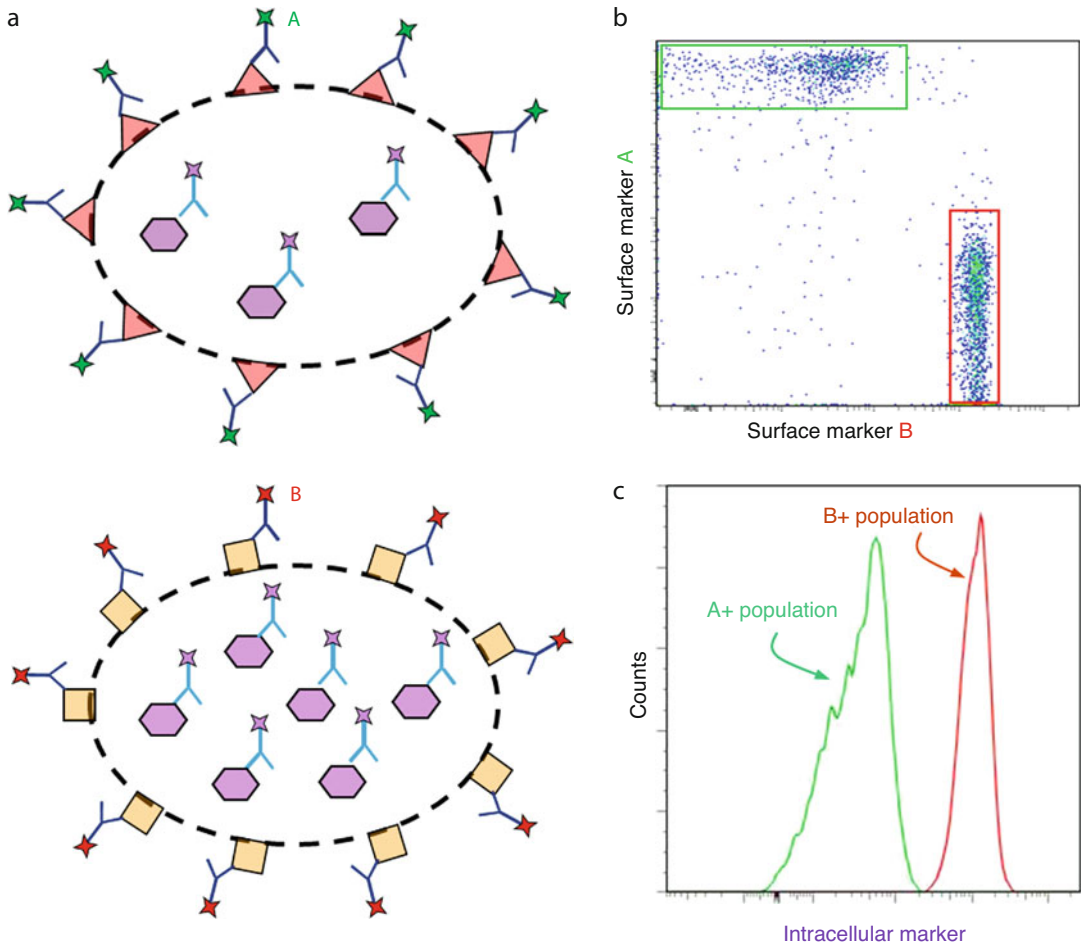 a
A
B
b
Surface marker A
Surface marker B
c
B+ population
A+ population
Counts
Intracellular marker